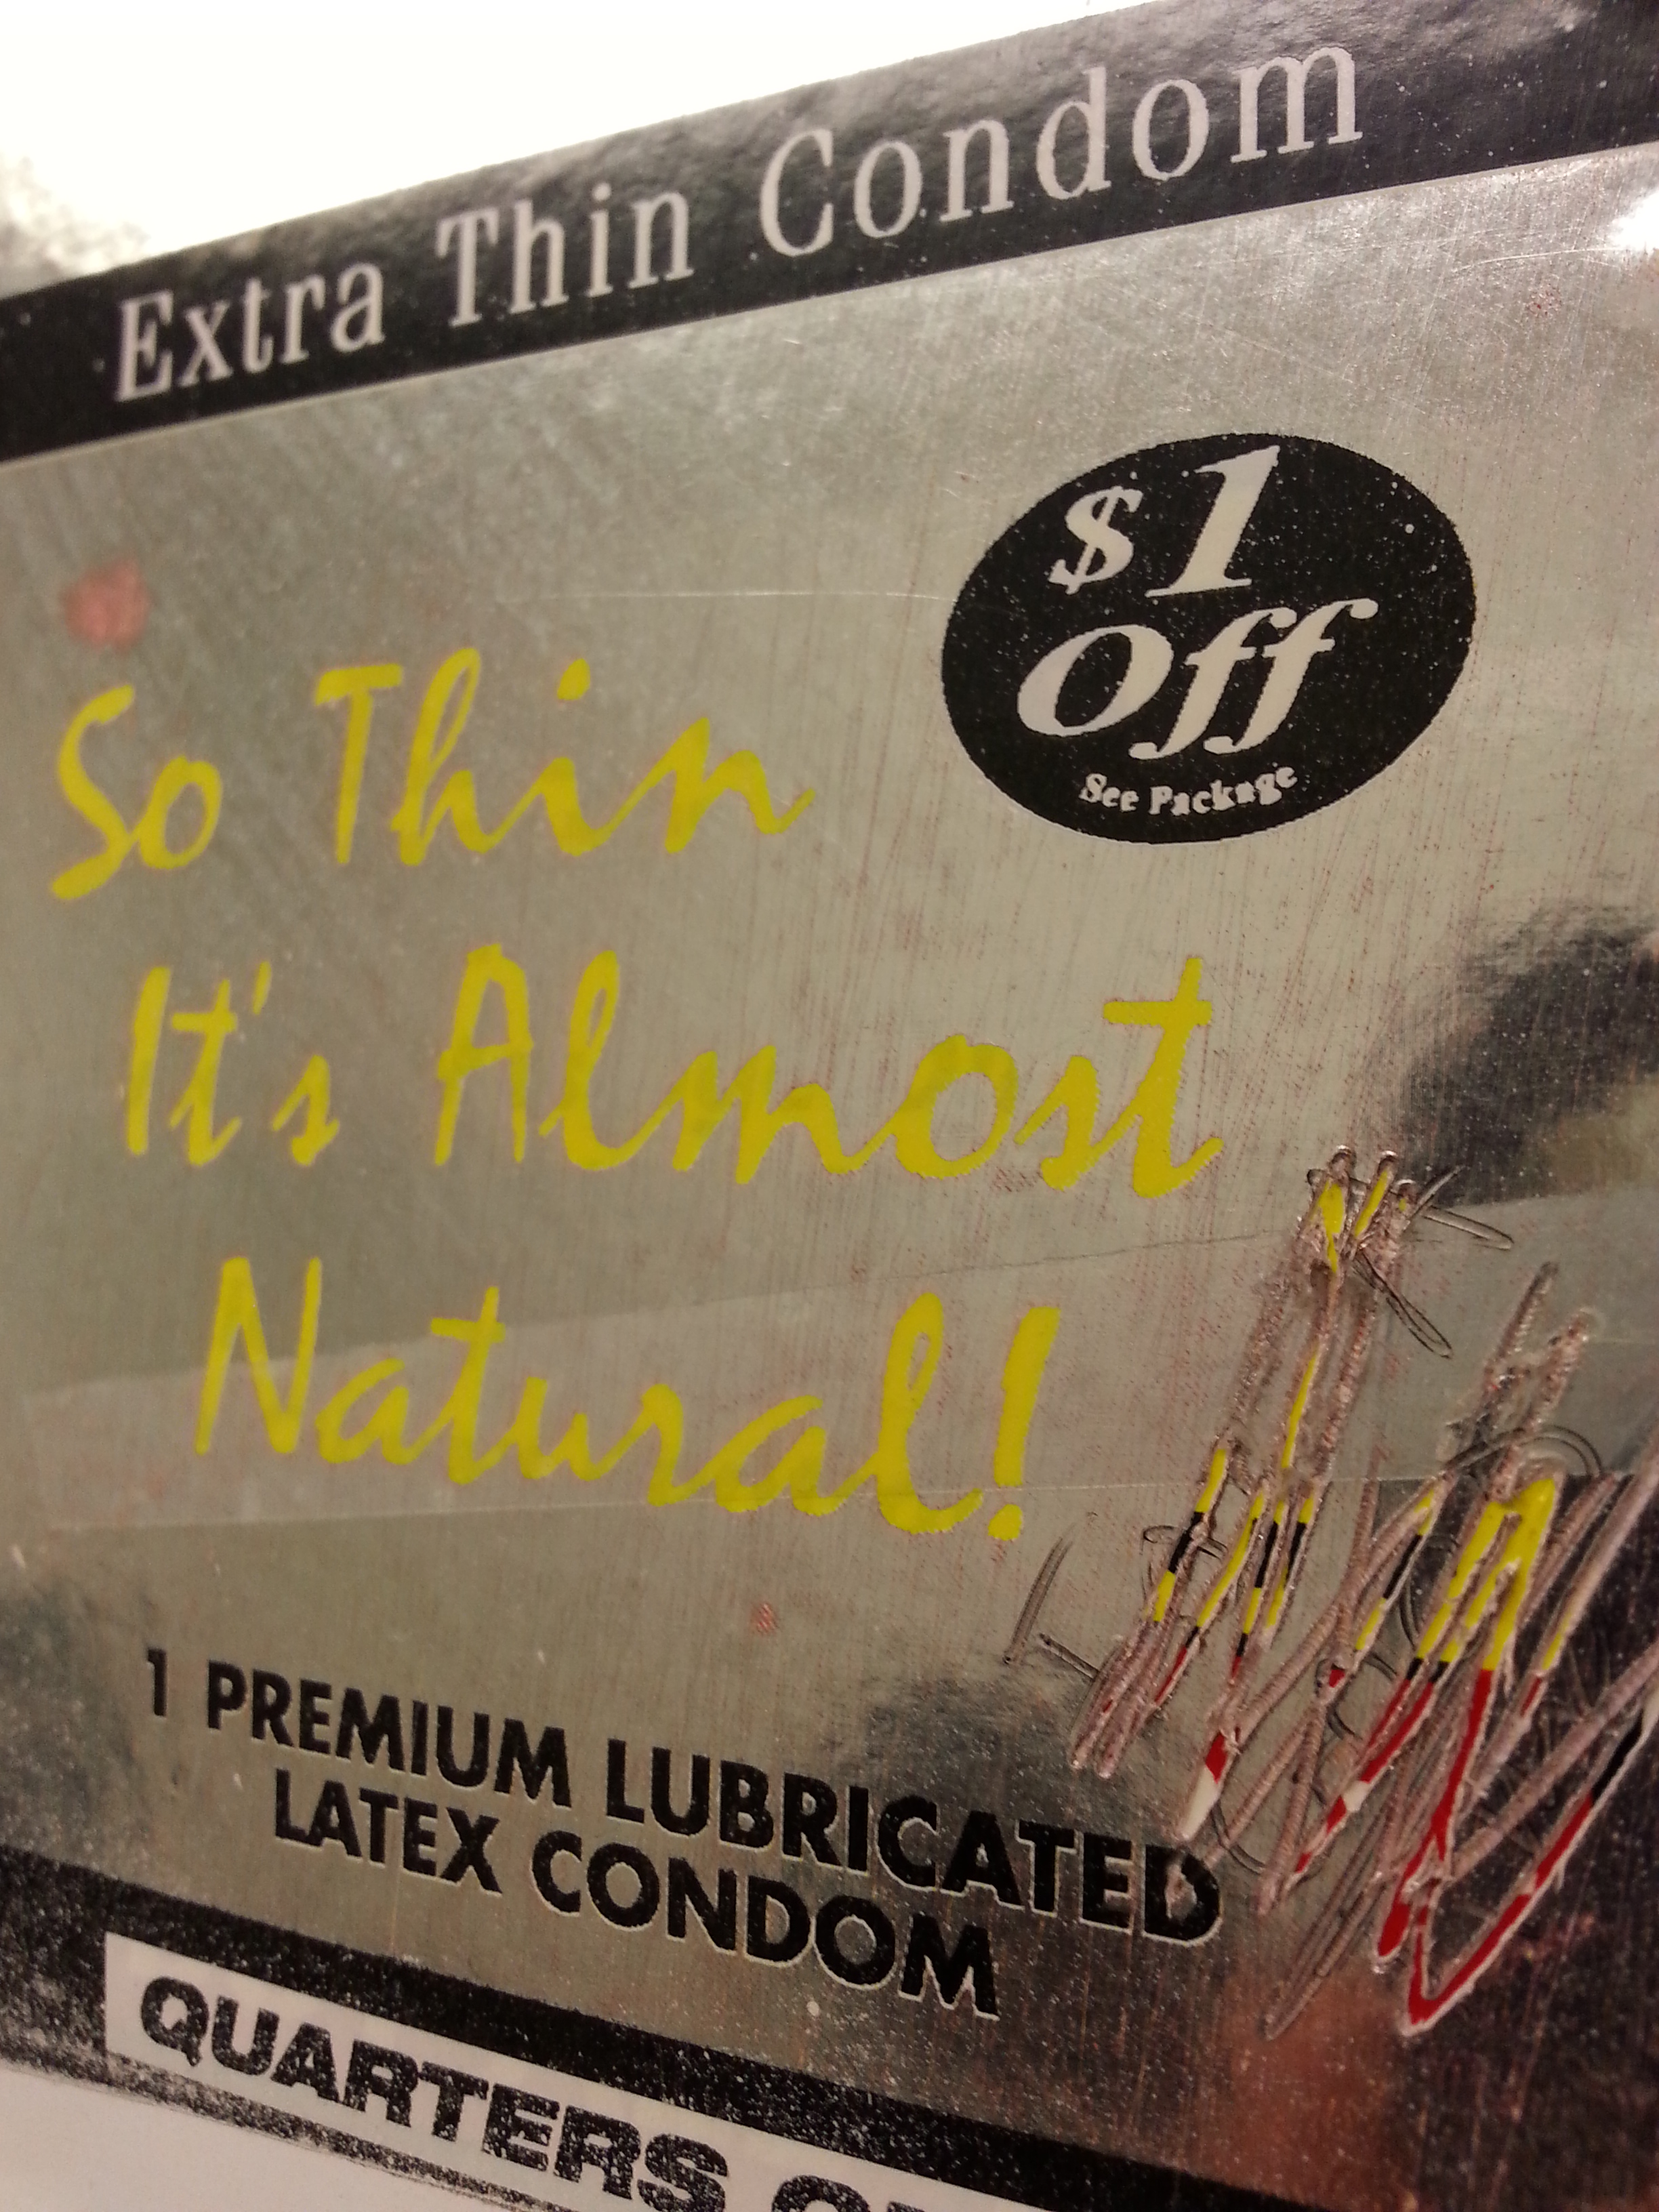 Extra Thin Condom
$1
Off
See Package
So Thin
It's Almost
Natural!
1 PREMIUM LUBRICATED
LATEX CONDOM
QUARTERS